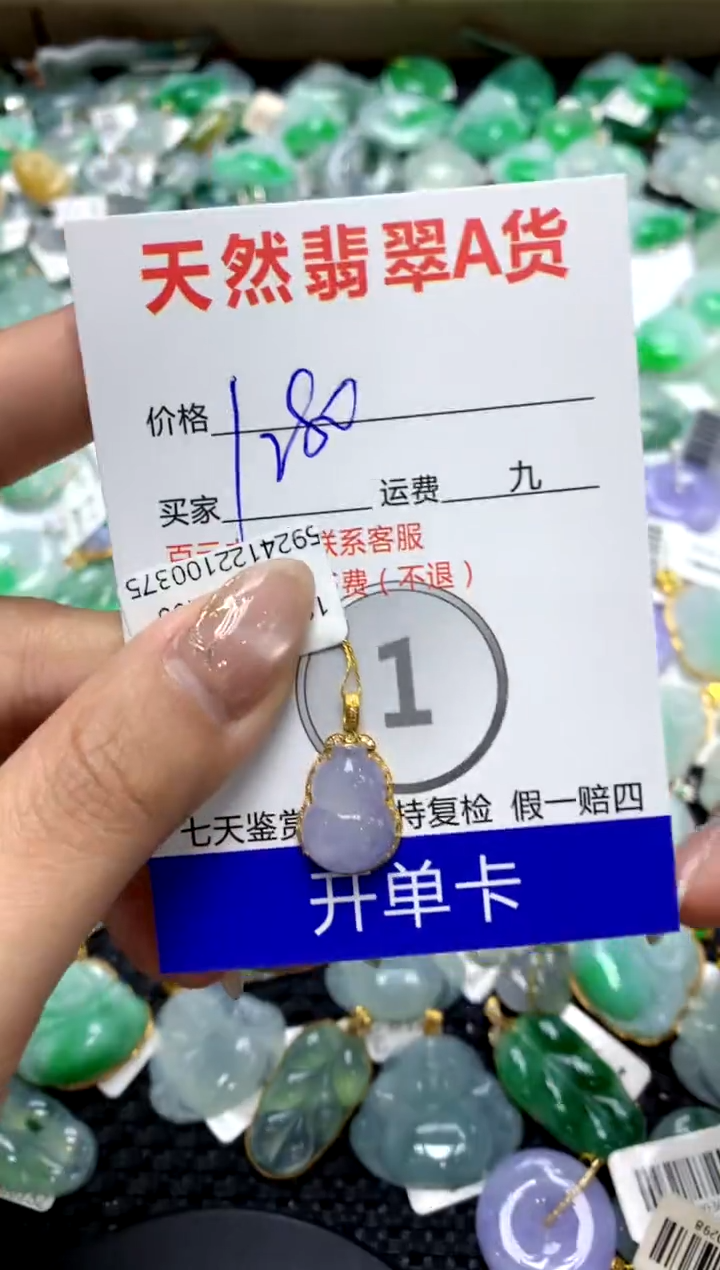 天然翡翠A货
价格 1280
买家 运费 九
联系客服
费（不退）
59241122100375
1
七天鉴赏 持复检 假一赔四
开单卡